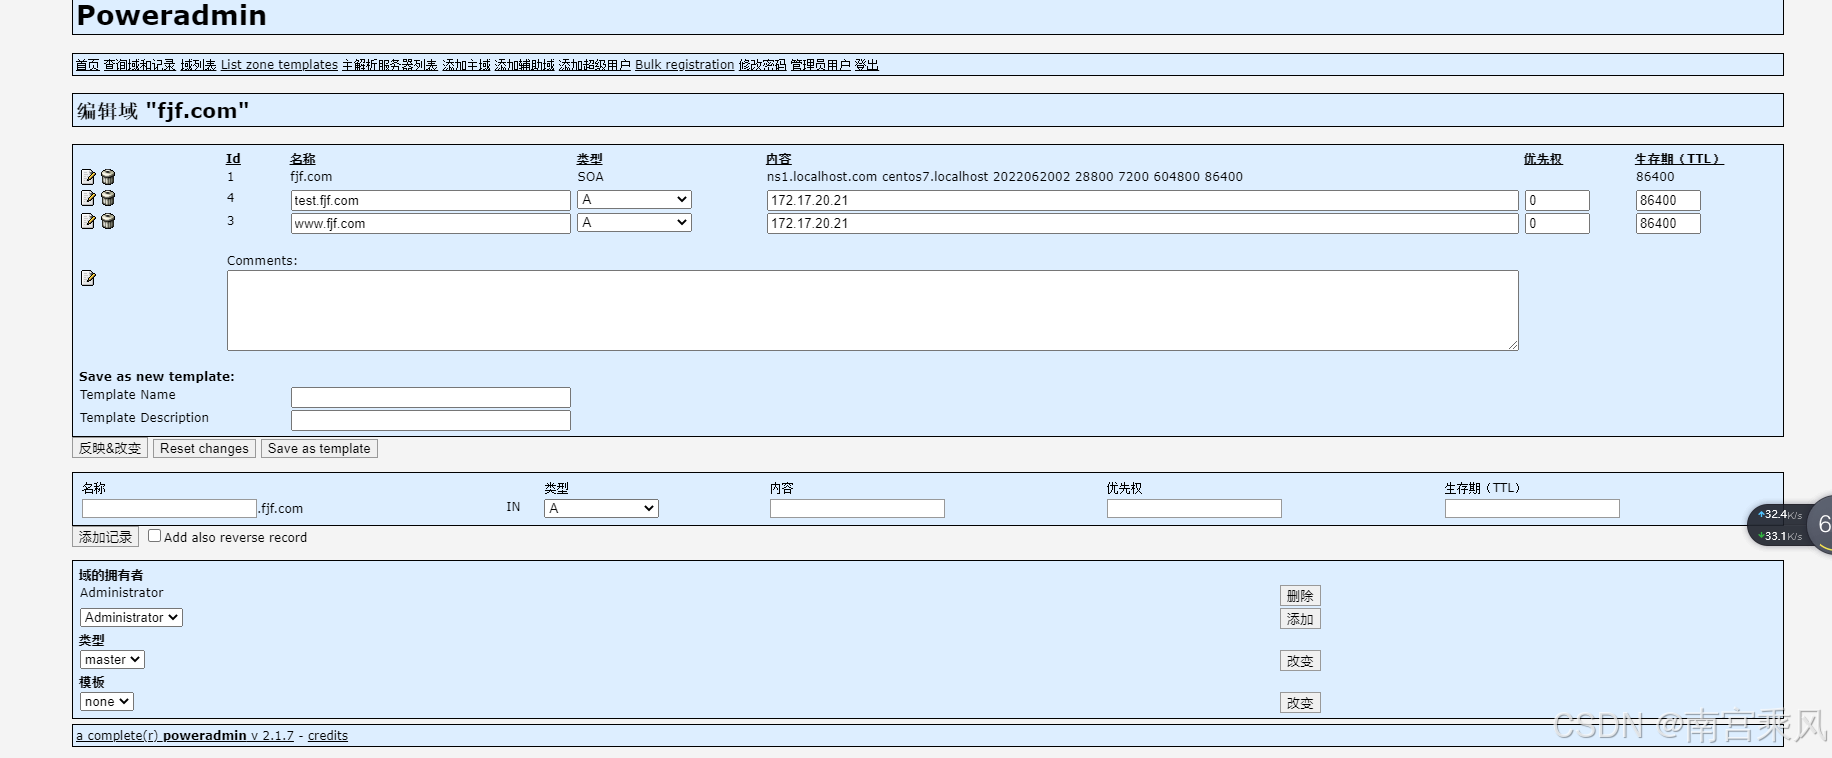 Poweradmin
首页 查询域和记录 域列表 List zone templates 主解析服务器列表 添加主域 添加辅助域 添加超级用户 Bulk registration 修改密码 管理员用户 登出
编辑域 "fjf.com"
Id 名称 类型 内容 优先权 生存期（TTL）
1 fjf.com SOA ns1.localhost.com centos7.localhost 2022062002 28800 7200 604800 86400 86400
4 test.fjf.com A 172.17.20.21 0 86400
3 www.fjf.com A 172.17.20.21 0 86400
Comments:
Save as new template:
Template Name
Template Description
反映&改变 Reset changes Save as template
名称 类型 内容 优先权 生存期（TTL）
.fjf.com IN A
添加记录 Add also reverse record
↑32.4K/s
↓33.1K/s
6
域的拥有者
Administrator 删除
Administrator 添加
类型
master 改变
模板
none 改变
a complete(r) poweradmin v 2.1.7 - credits
CSDN @南宫乘风